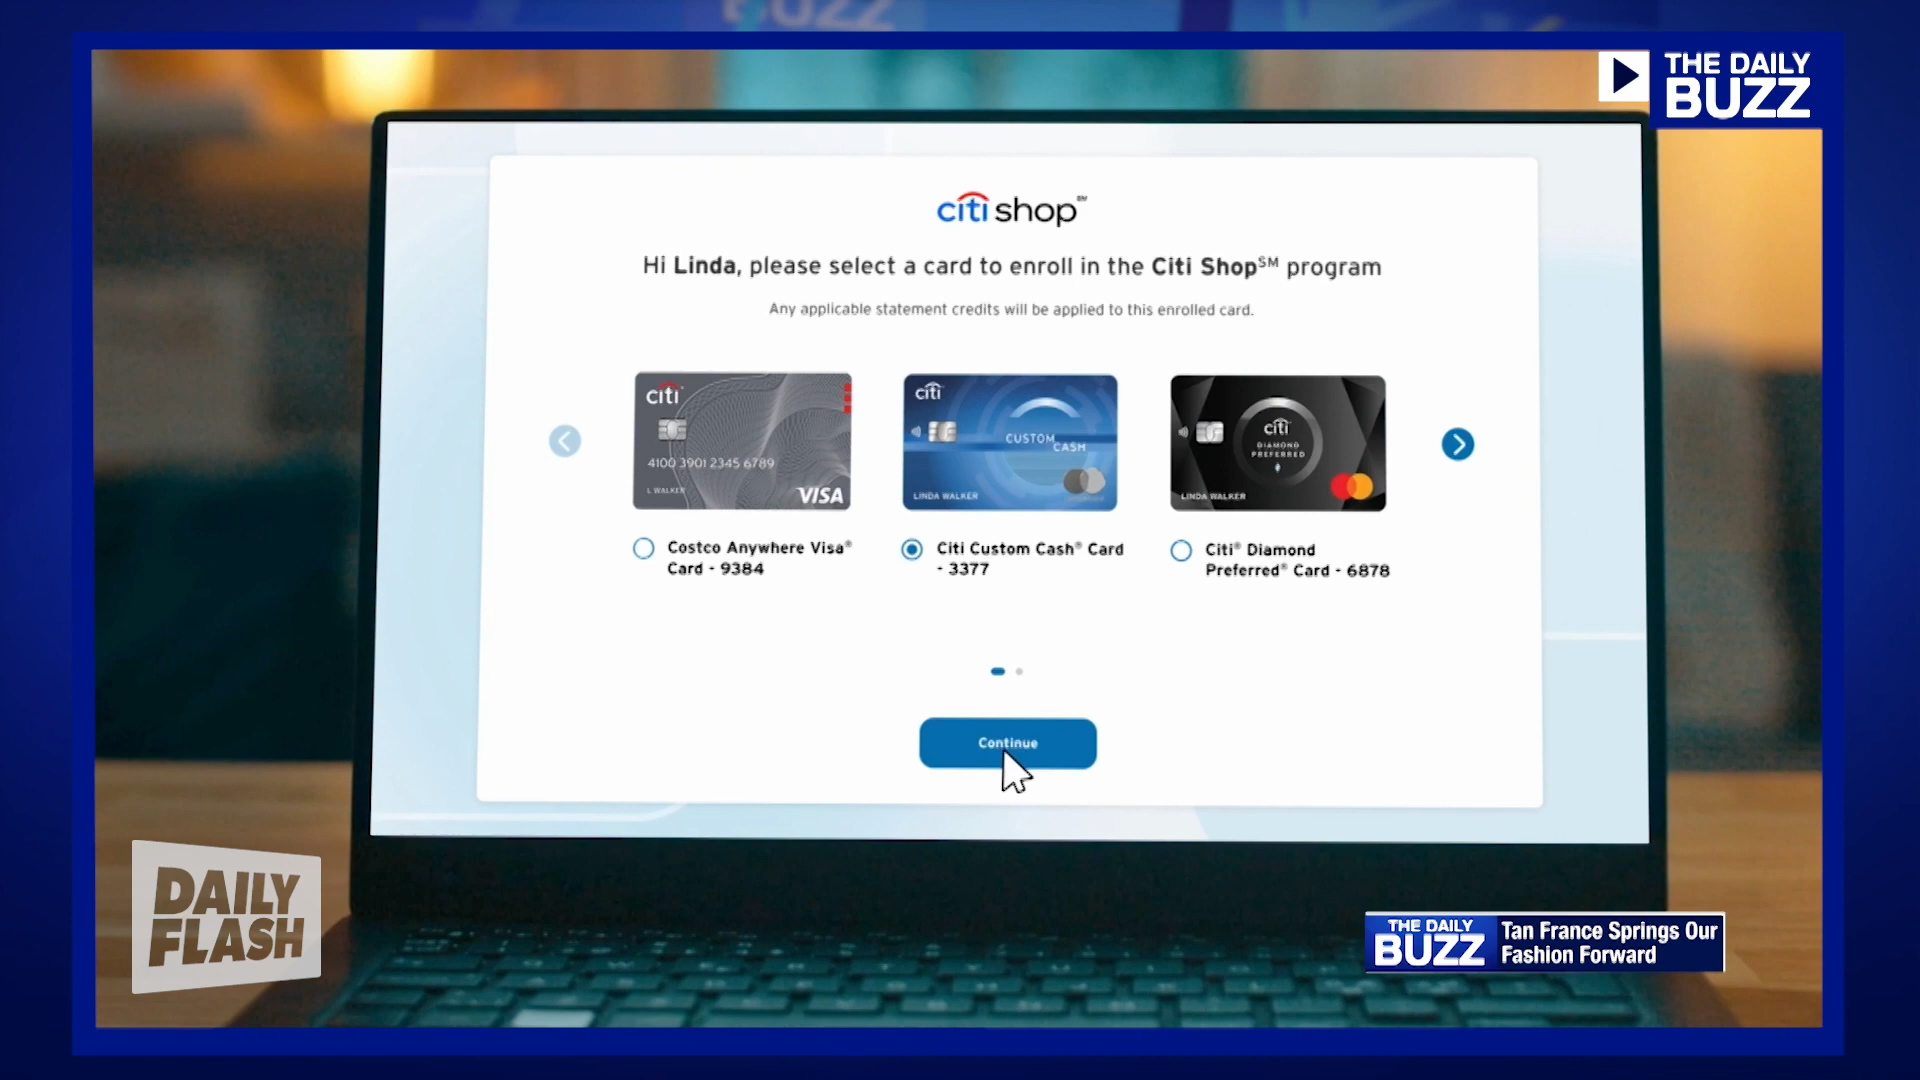 BUZZ
THE DAILY
BUZZ
citi shop℠
Hi Linda, please select a card to enroll in the Citi Shop℠ program
Any applicable statement credits will be applied to this enrolled card.
citi
4100 3901 2345 6789
L WALKER
VISA
citi
CUSTOM
CASH
LINDA WALKER
citi
DIAMOND
PREFERRED
LINDA WALKER
Costco Anywhere Visa®
Card - 9384
Citi Custom Cash® Card
- 3377
Citi® Diamond
Preferred® Card - 6878
Continue
DAILY
FLASH
THE DAILY
BUZZ
Tan France Springs Our
Fashion Forward